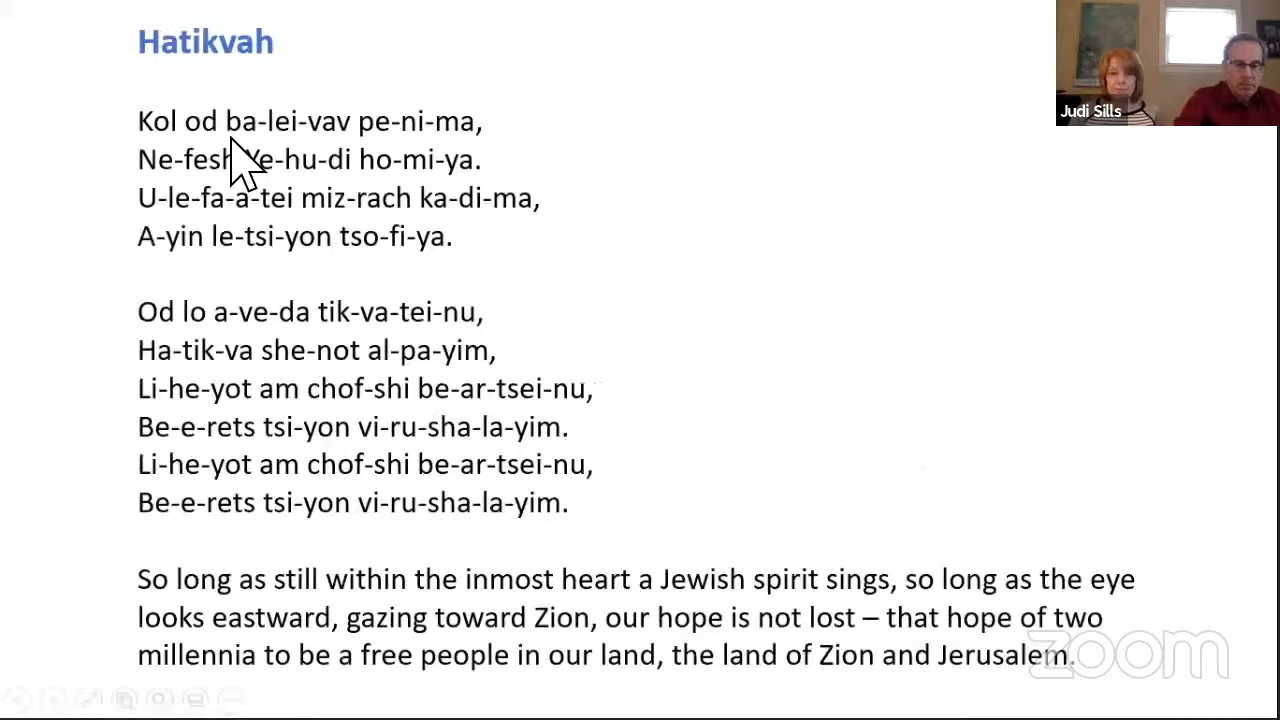 Hatikvah
Judi Sills
Kol od ba-lei-vav pe-ni-ma,
Ne-fesh Ye-hu-di ho-mi-ya.
U-le-fa-a-tei miz-rach ka-di-ma,
A-yin le-tsi-yon tso-fi-ya.
Od lo a-ve-da tik-va-tei-nu,
Ha-tik-va she-not al-pa-yim,
Li-he-yot am chof-shi be-ar-tsei-nu,
Be-e-rets tsi-yon vi-ru-sha-la-yim.
Li-he-yot am chof-shi be-ar-tsei-nu,
Be-e-rets tsi-yon vi-ru-sha-la-yim.
So long as still within the inmost heart a Jewish spirit sings, so long as the eye
looks eastward, gazing toward Zion, our hope is not lost – that hope of two
millennia to be a free people in our land, the land of Zion and Jerusalem.
zoom